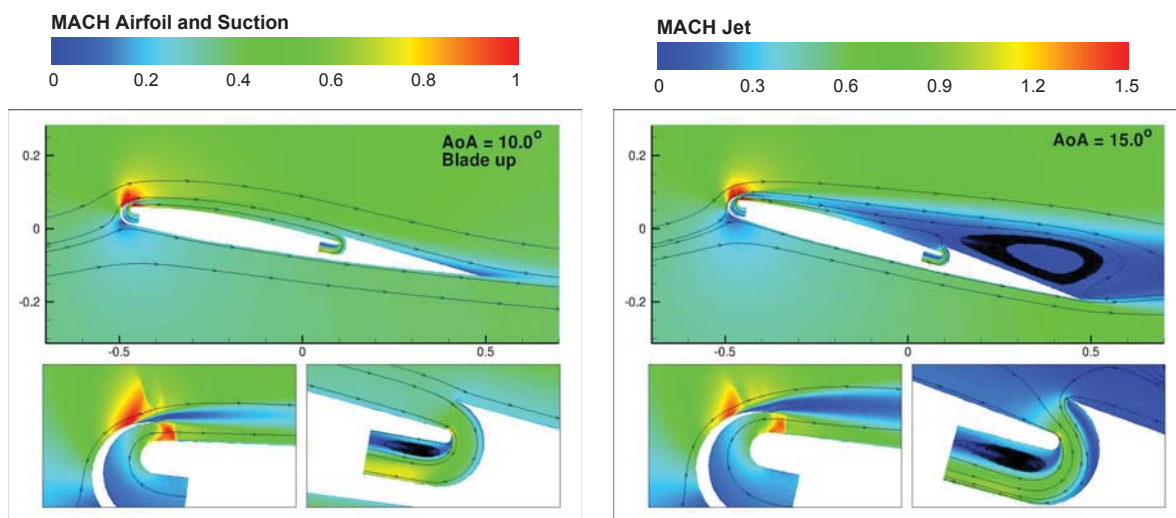 MACH Airfoil and Suction
0 0.2 0.4 0.6 0.8 1
MACH Jet
0 0.3 0.6 0.9 1.2 1.5
AoA = 10.0°
Blade up
0.2
0
-0.2
-0.5 0 0.5
AoA = 15.0°
0.2
0
-0.2
-0.5 0 0.5